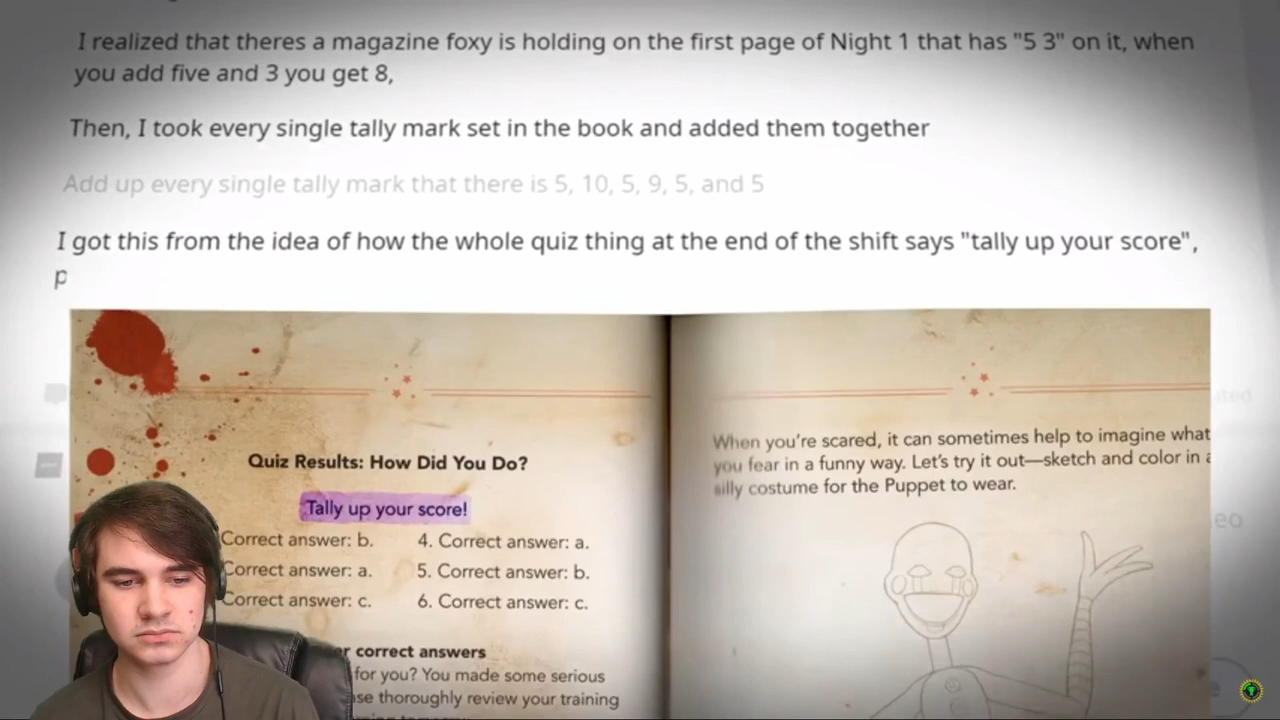 I realized that theres a magazine foxy is holding on the first page of Night 1 that has "5 3" on it, when
you add five and 3 you get 8,
Then, I took every single tally mark set in the book and added them together
Add up every single tally mark that there is 5, 10, 5, 9, 5, and 5
I got this from the idea of how the whole quiz thing at the end of the shift says "tally up your score",
p
Quiz Results: How Did You Do?
Tally up your score!
Correct answer: b. 4. Correct answer: a.
Correct answer: a. 5. Correct answer: b.
Correct answer: c. 6. Correct answer: c.
correct answers
for you? You made some serious
thoroughly review your training
When you're scared, it can sometimes help to imagine what
you fear in a funny way. Let's try it out—sketch and color in a
silly costume for the Puppet to wear.